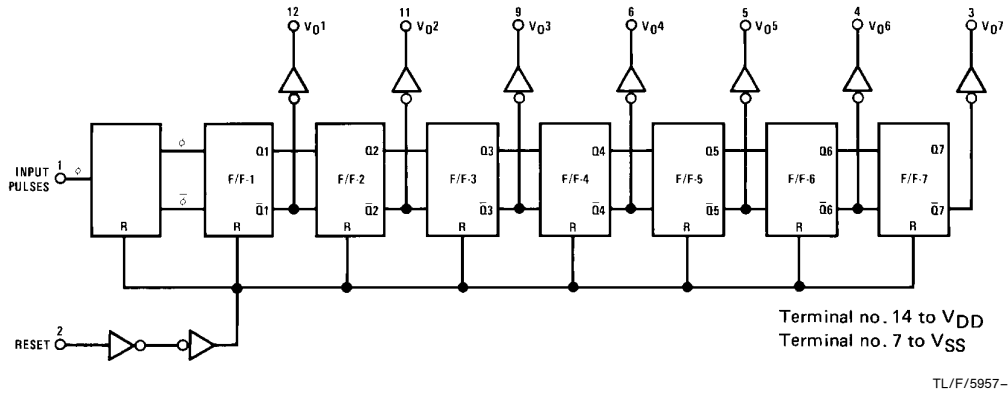 12 11 9 6 5 4 3
VO1 VO2 VO3 VO4 VO5 VO6 VO7
INPUT PULSES 1 ϕ
ϕ Q1 Q2 Q3 Q4 Q5 Q6 Q7
F/F-1 F/F-2 F/F-3 F/F-4 F/F-5 F/F-6 F/F-7
ϕ̅ Q̅1 Q̅2 Q̅3 Q̅4 Q̅5 Q̅6 Q̅7
R R R R R R R R
RESET 2
Terminal no. 14 to VDD
Terminal no. 7 to VSS
TL/F/5957–